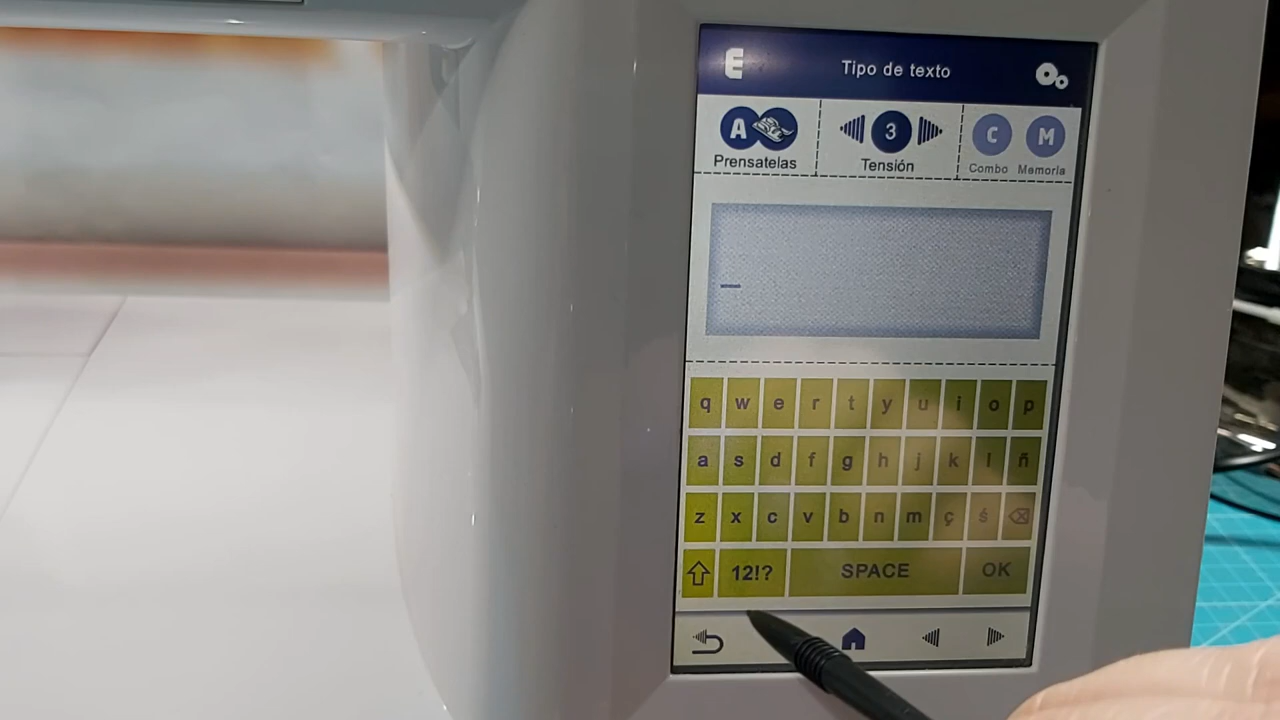 E Tipo de texto
A 3 C M
Prensatelas Tensión Combo Memoria
q w e r t y u i o p
a s d f g h j k l ñ
z x c v b n m ç ś
12!? SPACE OK